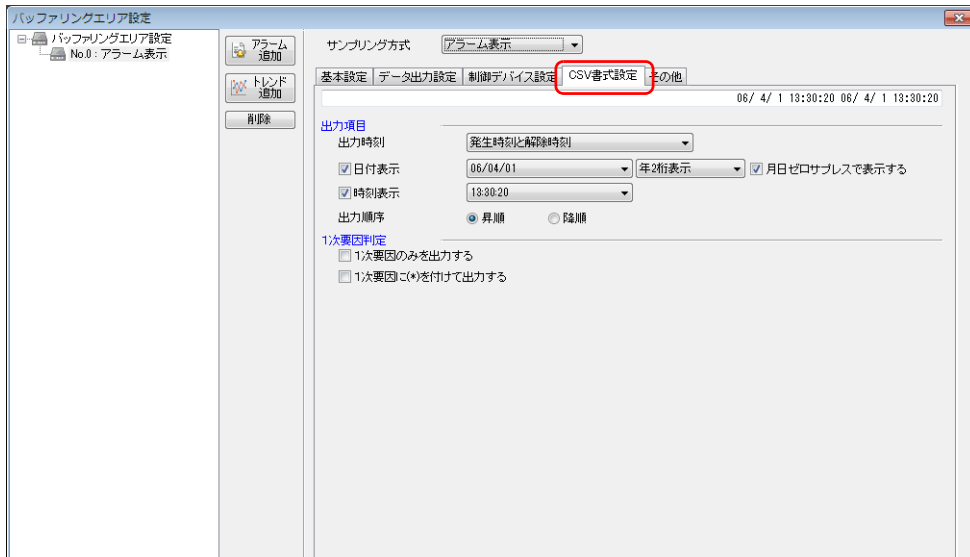 バッファリングエリア設定
バッファリングエリア設定
No.0 : アラーム表示
アラーム
追加
トレンド
追加
削除
サンプリング方式 アラーム表示
基本設定 データ出力設定 制御デバイス設定 CSV書式設定 その他
06/ 4/ 1 13:30:20 06/ 4/ 1 13:30:20
出力項目
出力時刻 発生時刻と解除時刻
日付表示 06/04/01 年2桁表示 月日ゼロサプレスで表示する
時刻表示 13:30:20
出力順序 昇順 降順
1次要因判定
1次要因のみを出力する
1次要因に(*)を付けて出力する